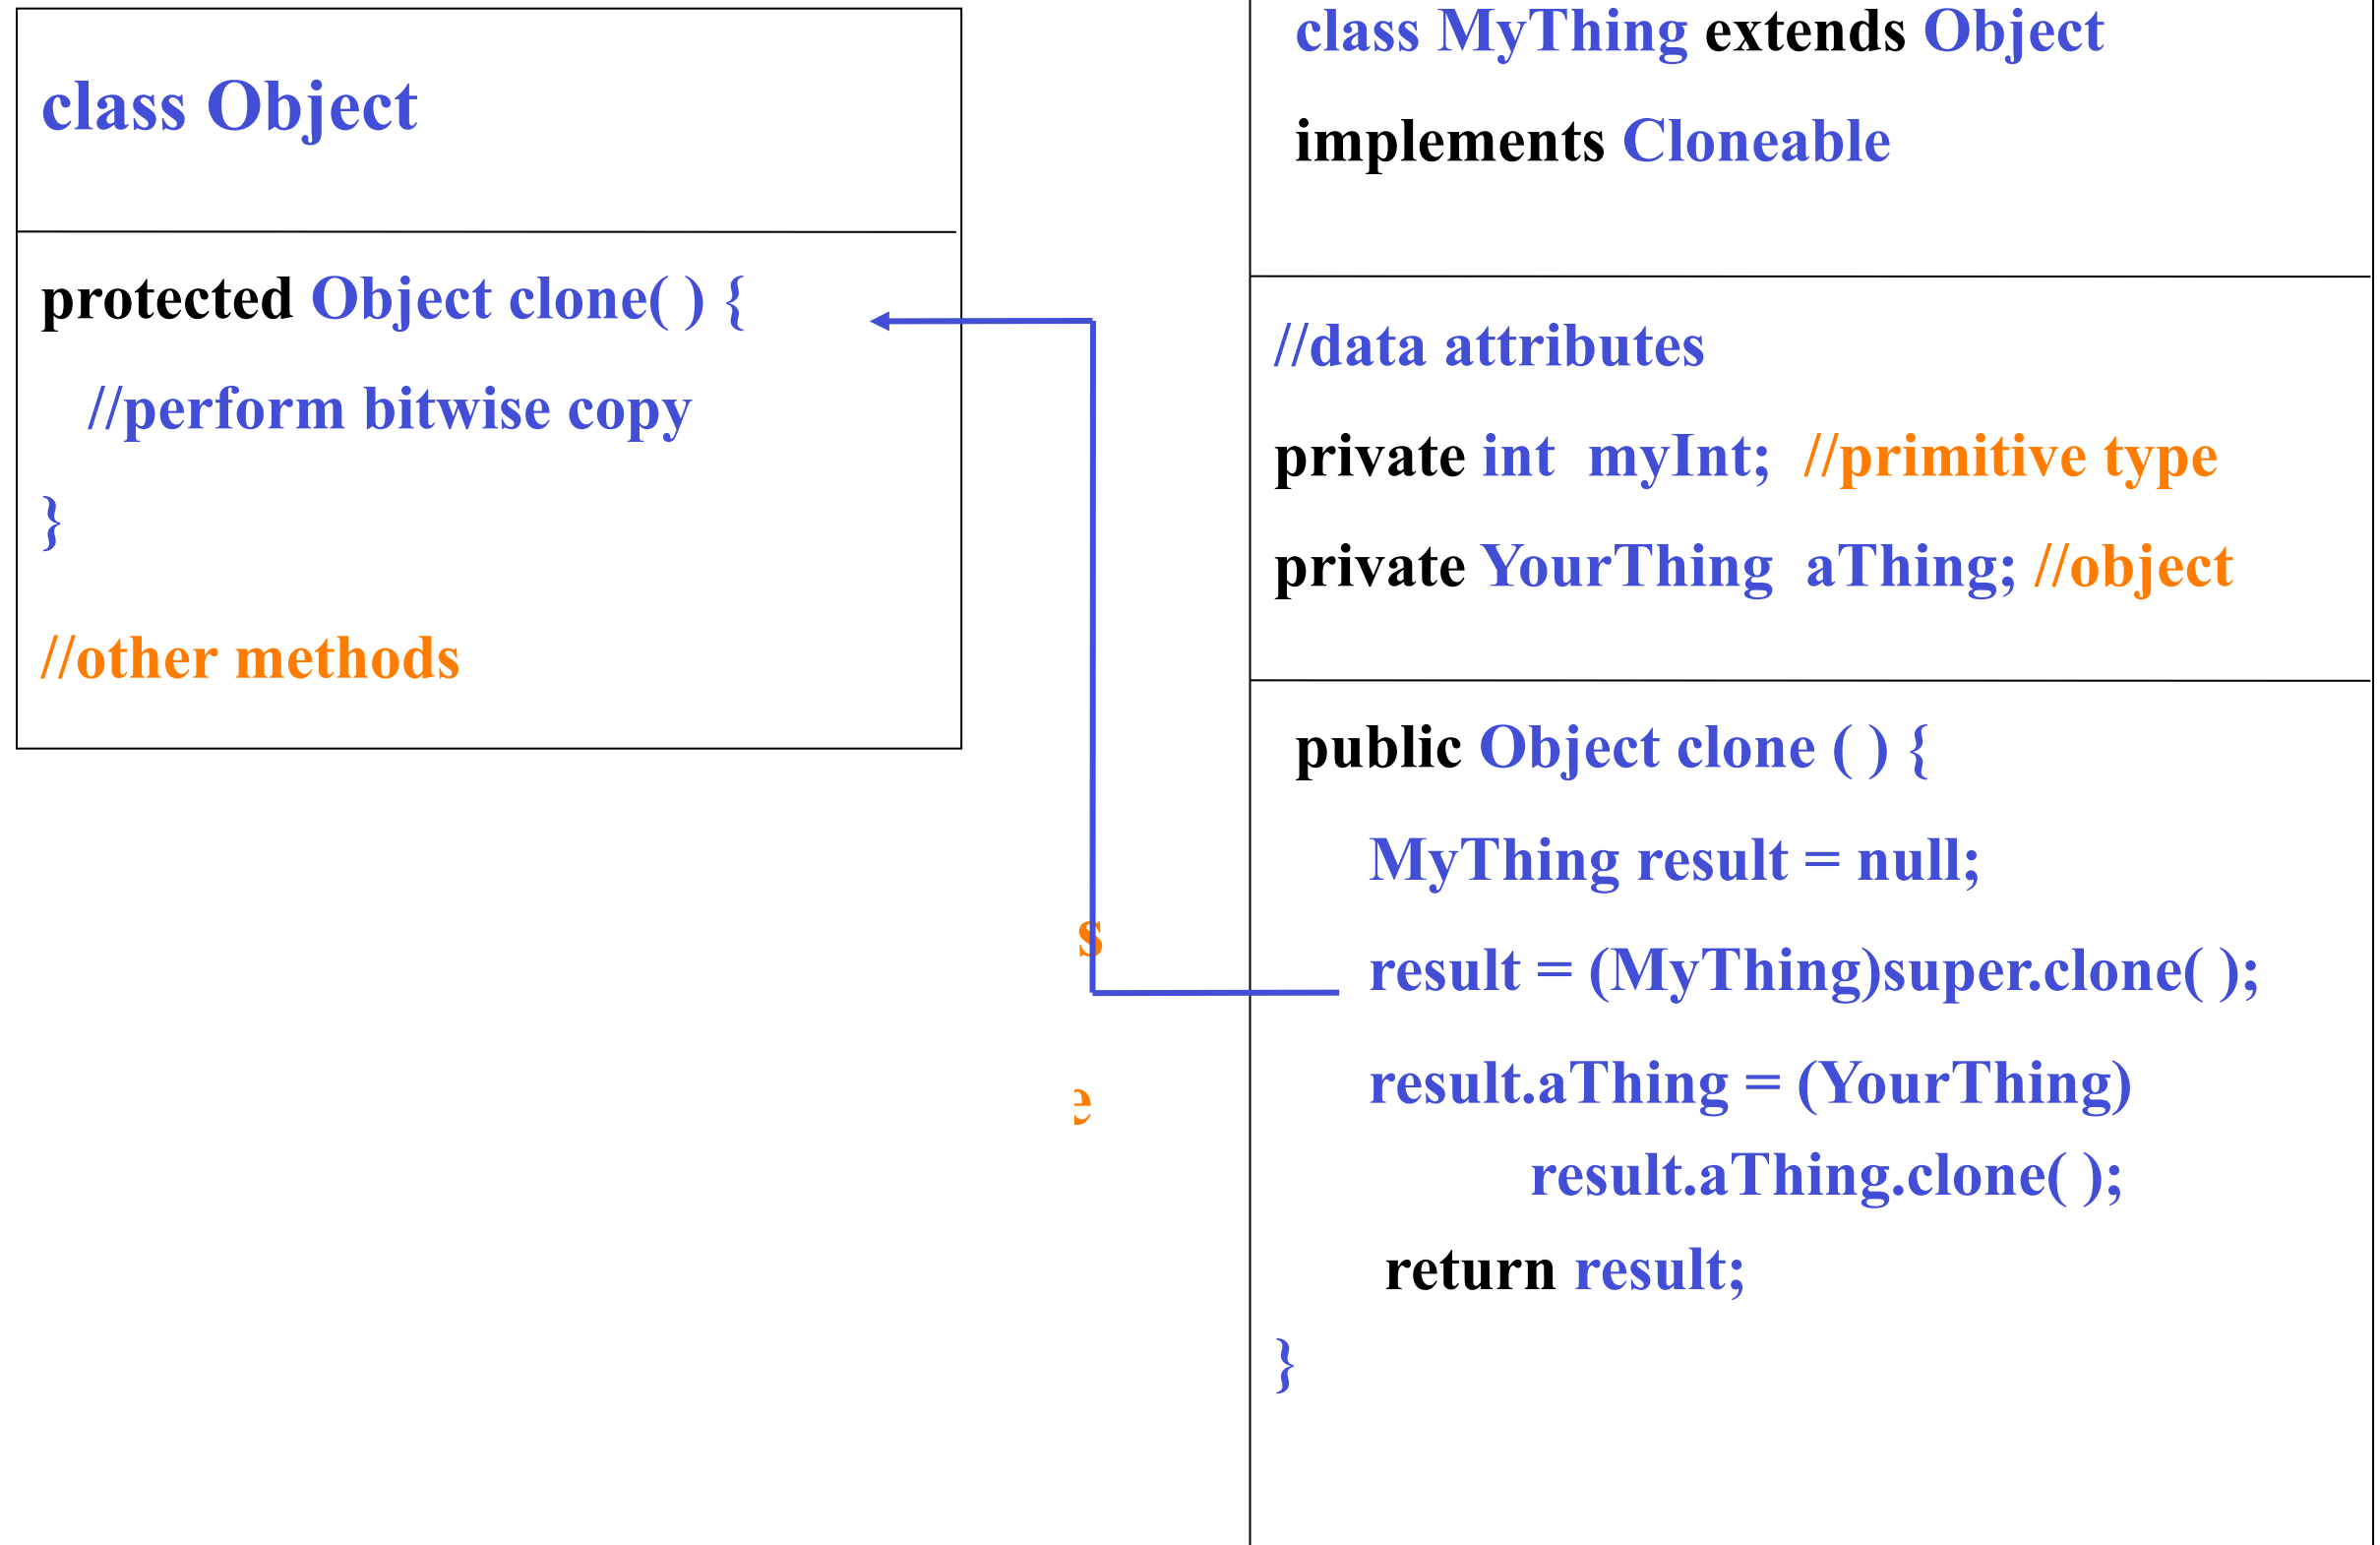 class Object
protected Object clone( ) {
//perform bitwise copy
}
//other methods
s
e
class MyThing extends Object
implements Cloneable
//data attributes
private int  myInt;  //primitive type
private YourThing  aThing; //object
public Object clone ( ) {
MyThing result = null;
result = (MyThing)super.clone( );
result.aThing = (YourThing)
result.aThing.clone( );
return result;
}